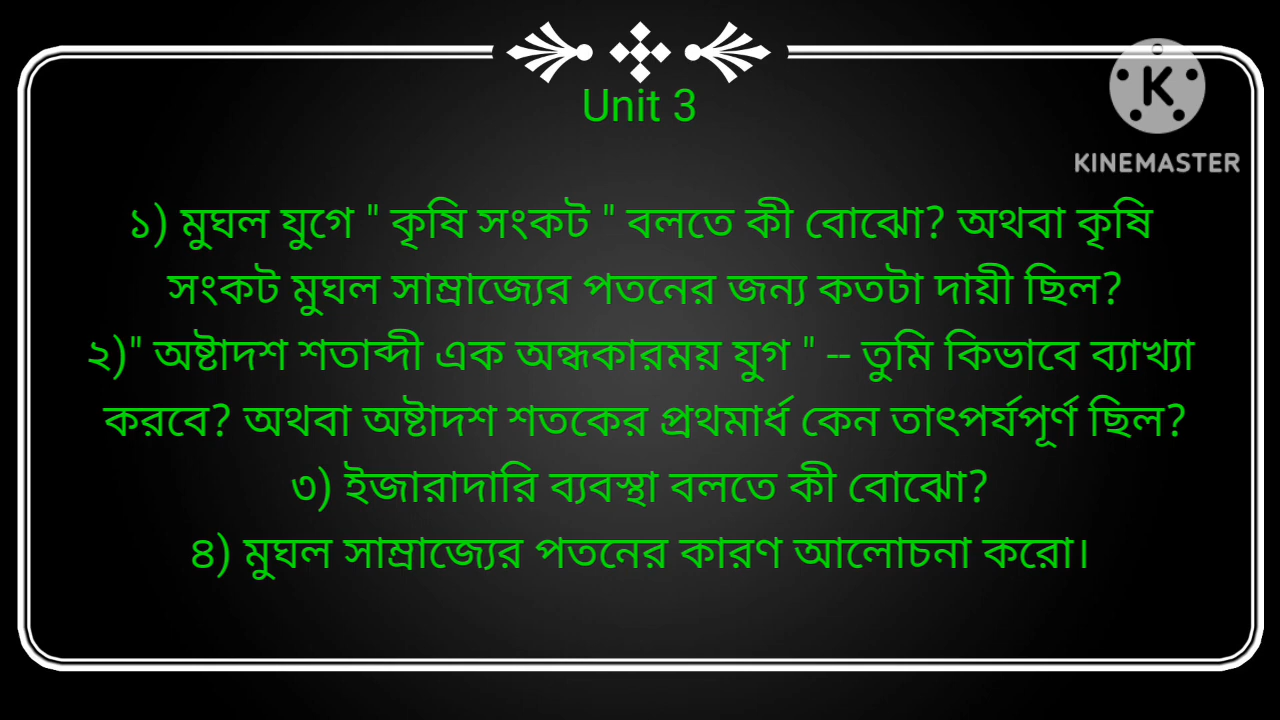 Unit 3
KINEMASTER
১) মুঘল যুগে " কৃষি সংকট " বলতে কী বোঝো? অথবা কৃষি
সংকট মুঘল সাম্রাজ্যের পতনের জন্য কতটা দায়ী ছিল?
২)" অষ্টাদশ শতাব্দী এক অন্ধকারময় যুগ " -- তুমি কিভাবে ব্যাখ্যা
করবে? অথবা অষ্টাদশ শতকের প্রথমার্ধ কেন তাৎপর্যপূর্ণ ছিল?
৩) ইজারাদারি ব্যবস্থা বলতে কী বোঝো?
৪) মুঘল সাম্রাজ্যের পতনের কারণ আলোচনা করো।